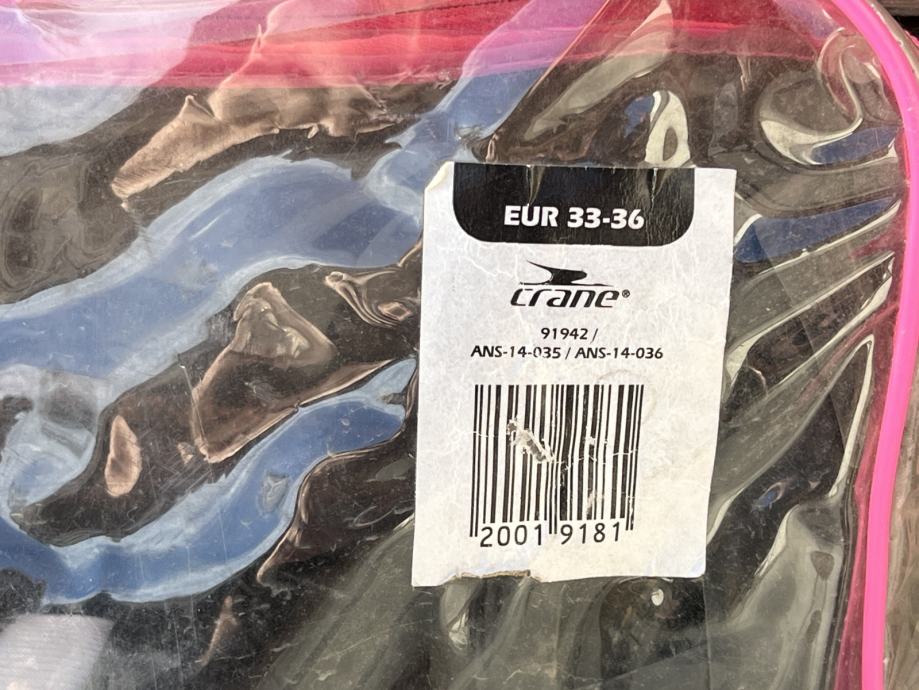 EUR 33-36
crane®
91942 /
ANS-14-035 / ANS-14-036
2001 9181